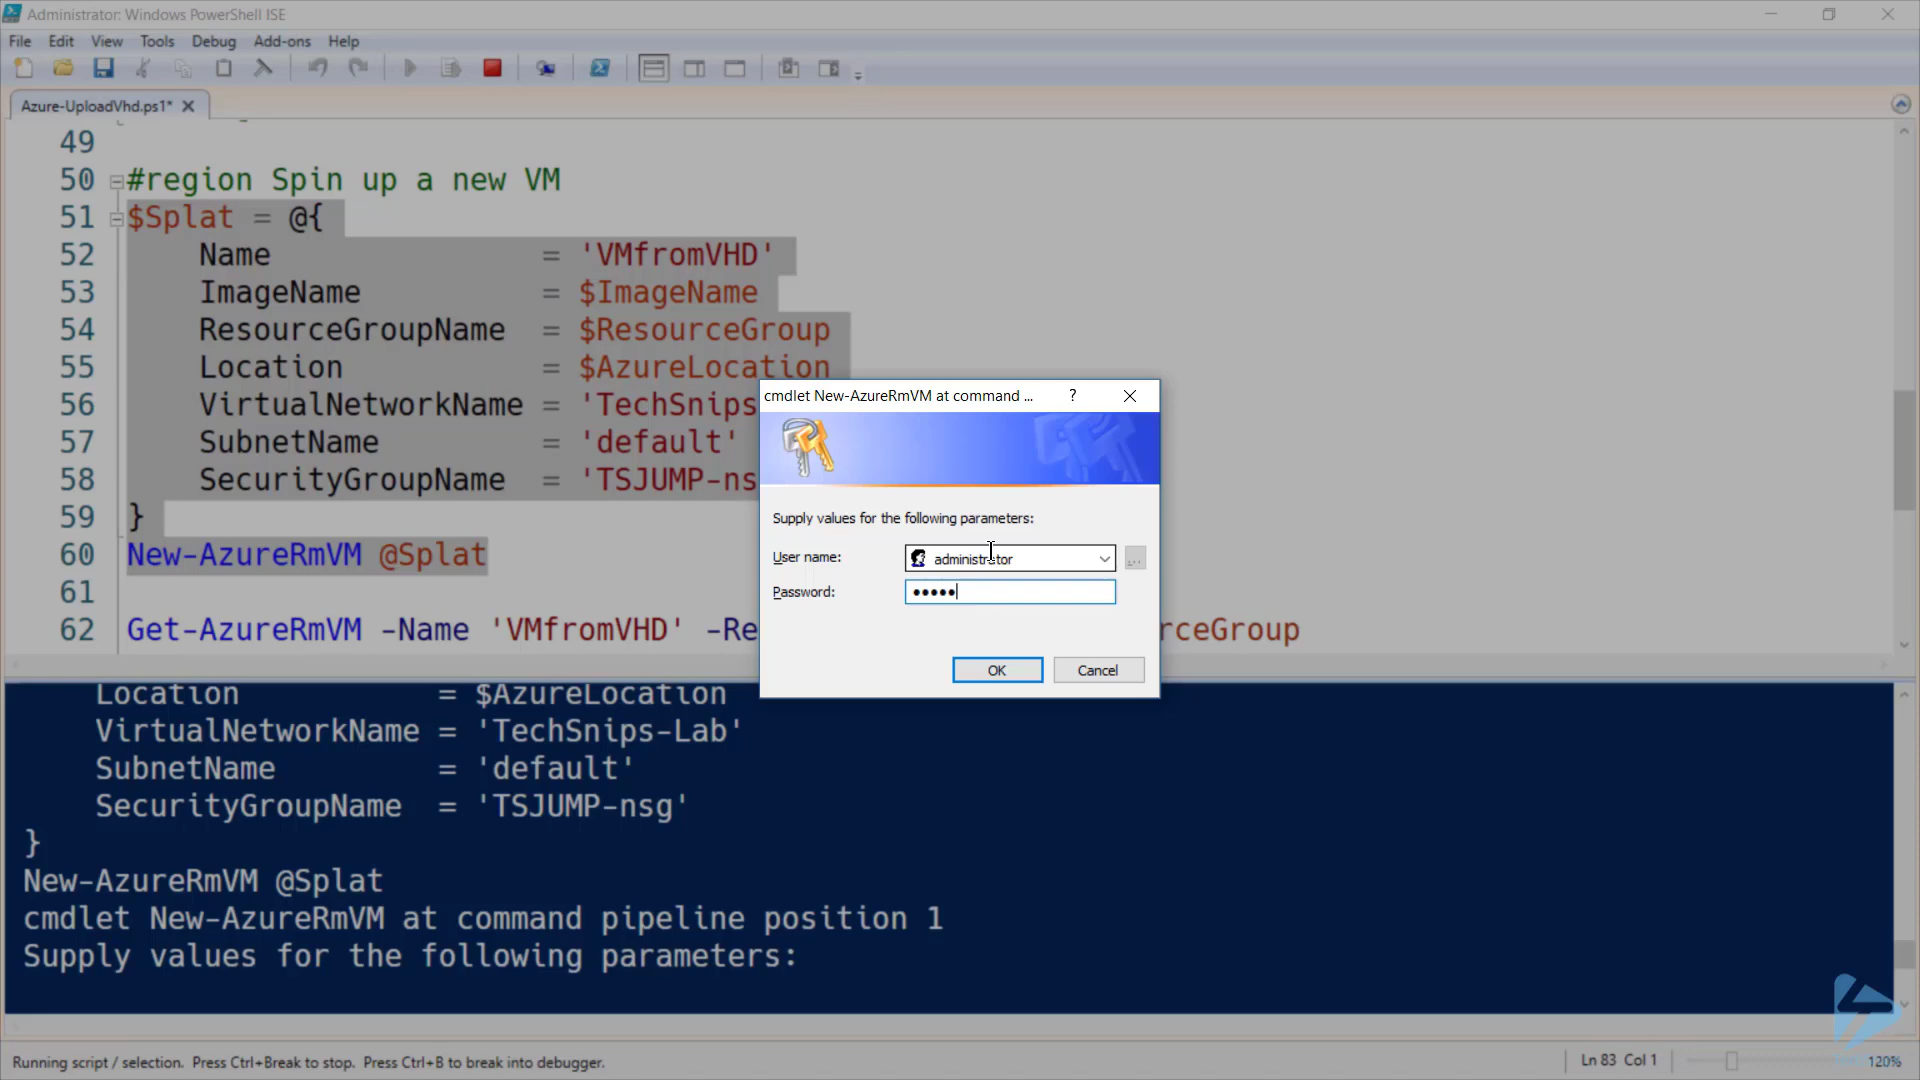 Administrator: Windows PowerShell ISE
File Edit View Tools Debug Add-ons Help
Azure-UploadVhd.ps1*
49
50 #region Spin up a new VM
51 $Splat = @{
52 Name = 'VMfromVHD'
53 ImageName = $ImageName
54 ResourceGroupName = $ResourceGroup
55 Location = $AzureLocation
56 VirtualNetworkName = 'TechSnips
57 SubnetName = 'default'
58 SecurityGroupName = 'TSJUMP-ns
59 }
60 New-AzureRmVM @Splat
61
62 Get-AzureRmVM -Name 'VMfromVHD' -Re rceGroup
cmdlet New-AzureRmVM at command ... ?
Supply values for the following parameters:
User name: administrator ...
Password: •••••
OK Cancel
Location = $AzureLocation
VirtualNetworkName = 'TechSnips-Lab'
SubnetName = 'default'
SecurityGroupName = 'TSJUMP-nsg'
}
New-AzureRmVM @Splat
cmdlet New-AzureRmVM at command pipeline position 1
Supply values for the following parameters:
Running script / selection. Press Ctrl+Break to stop. Press Ctrl+B to break into debugger.
Ln 83 Col 1
120%